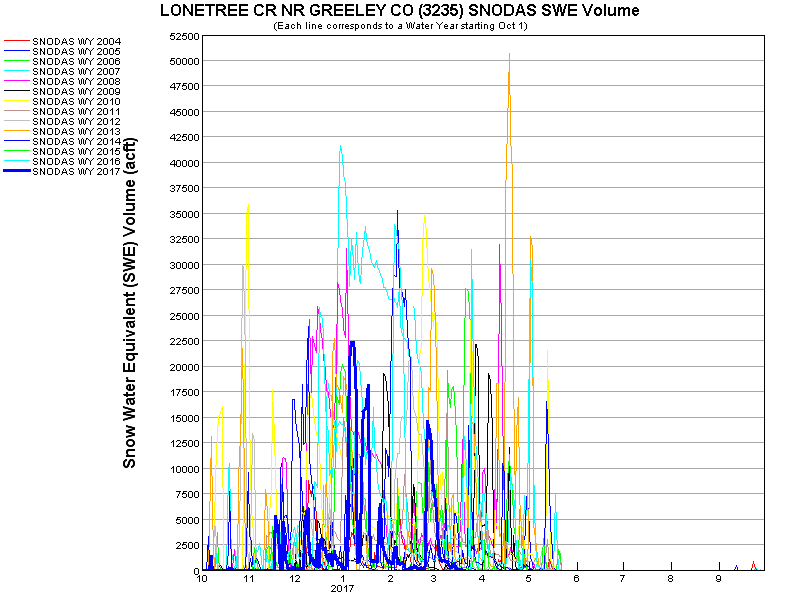 LONETREE CR NR GREELEY CO (3235) SNODAS SWE Volume
(Each line corresponds to a Water Year starting Oct 1)
SNODAS WY 2004
SNODAS WY 2005
SNODAS WY 2006
SNODAS WY 2007
SNODAS WY 2008
SNODAS WY 2009
SNODAS WY 2010
SNODAS WY 2011
SNODAS WY 2012
SNODAS WY 2013
SNODAS WY 2014
SNODAS WY 2015
SNODAS WY 2016
SNODAS WY 2017
Snow Water Equivalent (SWE) Volume (acft)
52500
50000
47500
45000
42500
40000
37500
35000
32500
30000
27500
25000
22500
20000
17500
15000
12500
10000
7500
5000
2500
0
10 11 12 1 2 3 4 5 6 7 8 9
2017